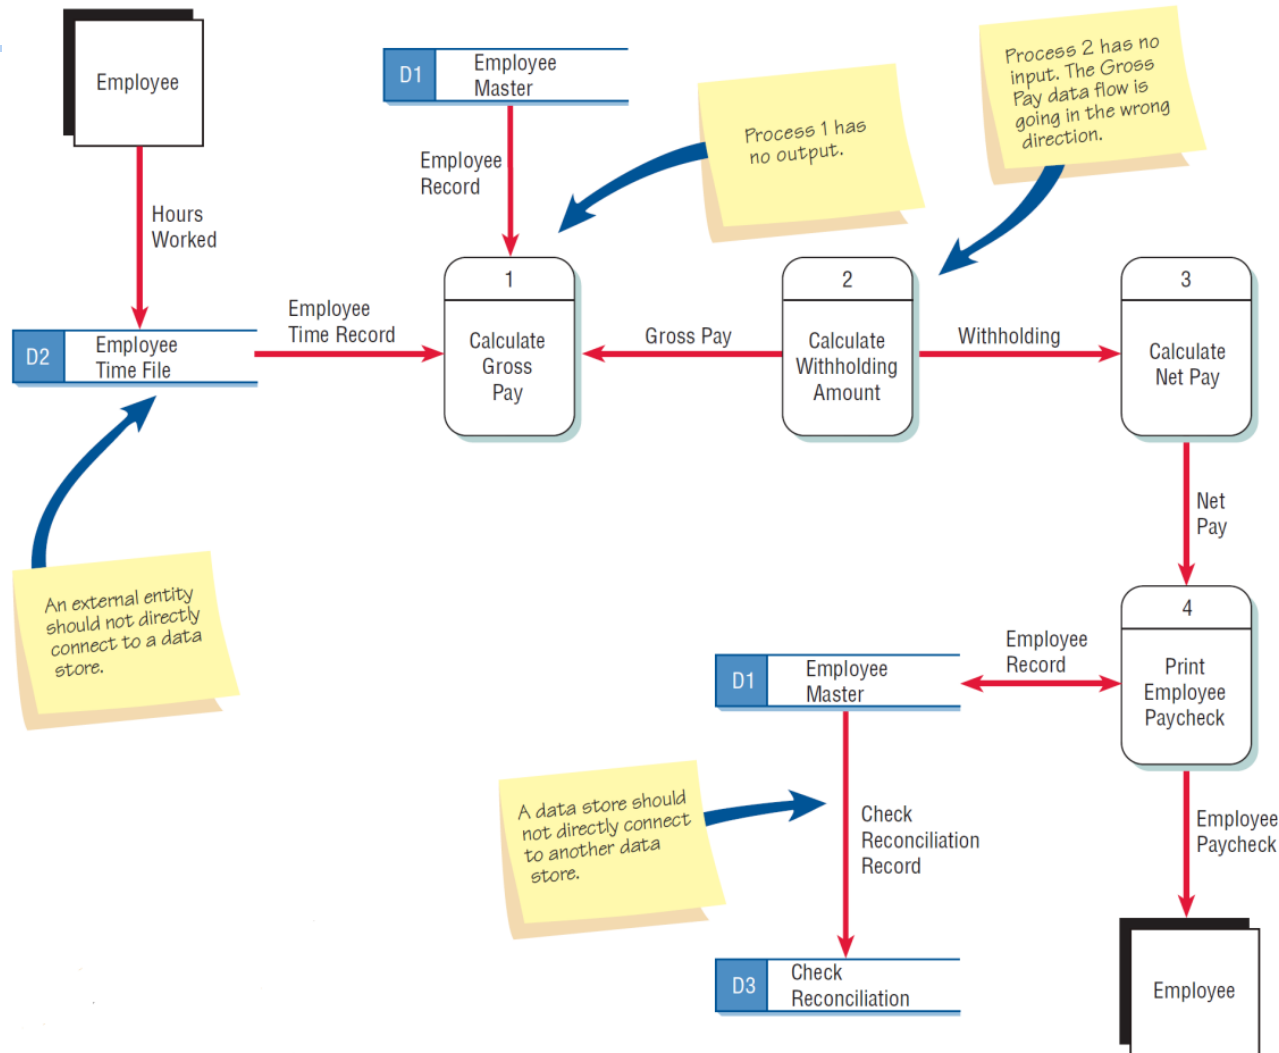 Employee
D1
Employee
Master
Process 2 has no
input. The Gross
Pay data flow is
going in the wrong
direction.
Process 1 has
no output.
Employee
Record
Hours
Worked
1
Calculate
Gross
Pay
2
Calculate
Withholding
Amount
3
Calculate
Net Pay
Employee
Time Record
Gross Pay
Withholding
D2
Employee
Time File
Net
Pay
An external entity
should not directly
connect to a data
store.
4
Print
Employee
Paycheck
Employee
Record
D1
Employee
Master
A data store should
not directly connect
to another data
store.
Check
Reconciliation
Record
Employee
Paycheck
D3
Check
Reconciliation
Employee